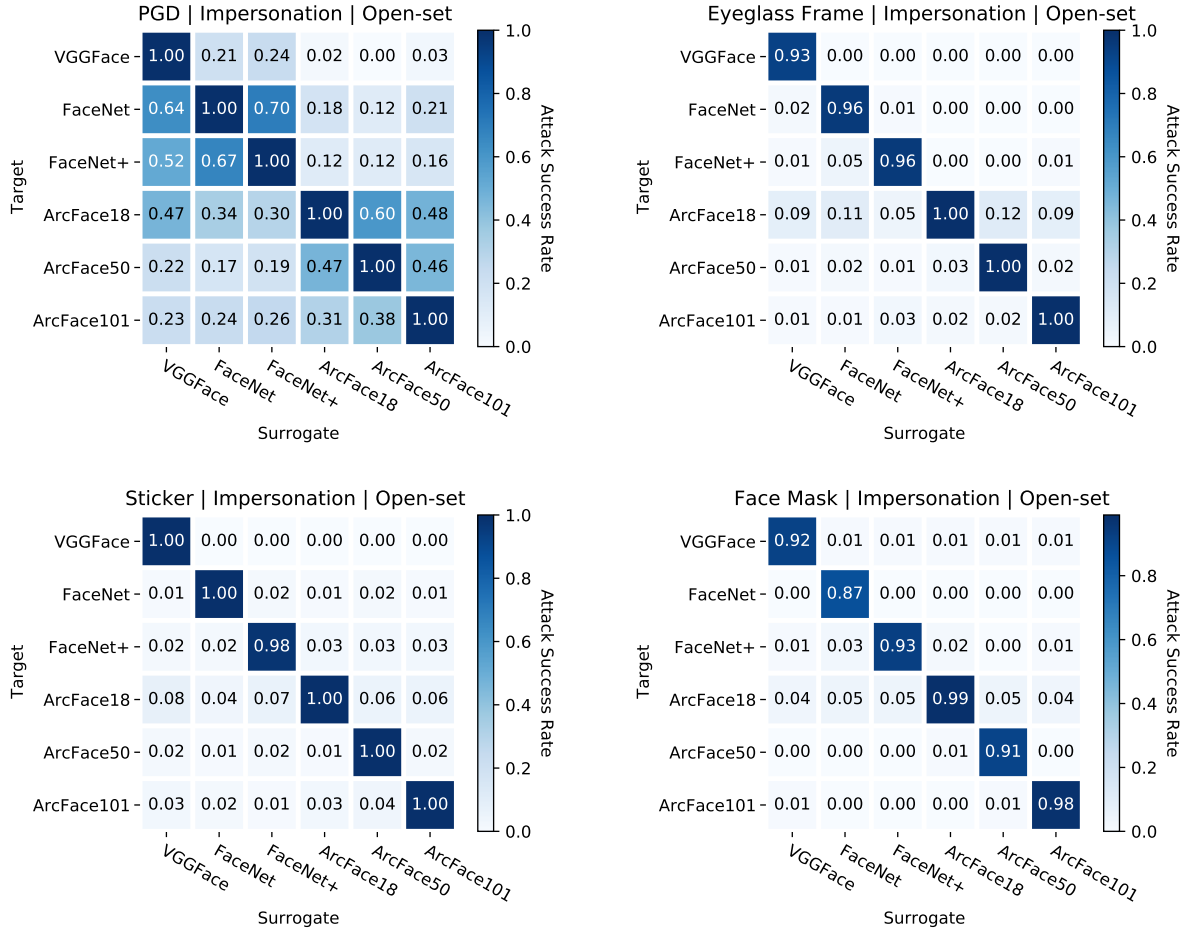 PGD | Impersonation | Open-set
VGGFace 1.00 0.21 0.24 0.02 0.00 0.03
FaceNet 0.64 1.00 0.70 0.18 0.12 0.21
FaceNet+ 0.52 0.67 1.00 0.12 0.12 0.16
ArcFace18 0.47 0.34 0.30 1.00 0.60 0.48
ArcFace50 0.22 0.17 0.19 0.47 1.00 0.46
ArcFace101 0.23 0.24 0.26 0.31 0.38 1.00
Target
VGGFace FaceNet FaceNet+ ArcFace18 ArcFace50 ArcFace101
Surrogate
1.0
0.8
0.6
0.4
0.2
0.0
Attack Success Rate
Eyeglass Frame | Impersonation | Open-set
VGGFace 0.93 0.00 0.00 0.00 0.00 0.00
FaceNet 0.02 0.96 0.01 0.00 0.00 0.00
FaceNet+ 0.01 0.05 0.96 0.00 0.00 0.01
ArcFace18 0.09 0.11 0.05 1.00 0.12 0.09
ArcFace50 0.01 0.02 0.01 0.03 1.00 0.02
ArcFace101 0.01 0.01 0.03 0.02 0.02 1.00
Target
VGGFace FaceNet FaceNet+ ArcFace18 ArcFace50 ArcFace101
Surrogate
1.0
0.8
0.6
0.4
0.2
0.0
Attack Success Rate
Sticker | Impersonation | Open-set
VGGFace 1.00 0.00 0.00 0.00 0.00 0.00
FaceNet 0.01 1.00 0.02 0.01 0.02 0.01
FaceNet+ 0.02 0.02 0.98 0.03 0.03 0.03
ArcFace18 0.08 0.04 0.07 1.00 0.06 0.06
ArcFace50 0.02 0.01 0.02 0.01 1.00 0.02
ArcFace101 0.03 0.02 0.01 0.03 0.04 1.00
Target
VGGFace FaceNet FaceNet+ ArcFace18 ArcFace50 ArcFace101
Surrogate
1.0
0.8
0.6
0.4
0.2
0.0
Attack Success Rate
Face Mask | Impersonation | Open-set
VGGFace 0.92 0.01 0.01 0.01 0.01 0.01
FaceNet 0.00 0.87 0.00 0.00 0.00 0.00
FaceNet+ 0.01 0.03 0.93 0.02 0.00 0.01
ArcFace18 0.04 0.05 0.05 0.99 0.05 0.04
ArcFace50 0.00 0.00 0.00 0.01 0.91 0.00
ArcFace101 0.01 0.00 0.00 0.00 0.01 0.98
Target
VGGFace FaceNet FaceNet+ ArcFace18 ArcFace50 ArcFace101
Surrogate
0.8
0.6
0.4
0.2
0.0
Attack Success Rate